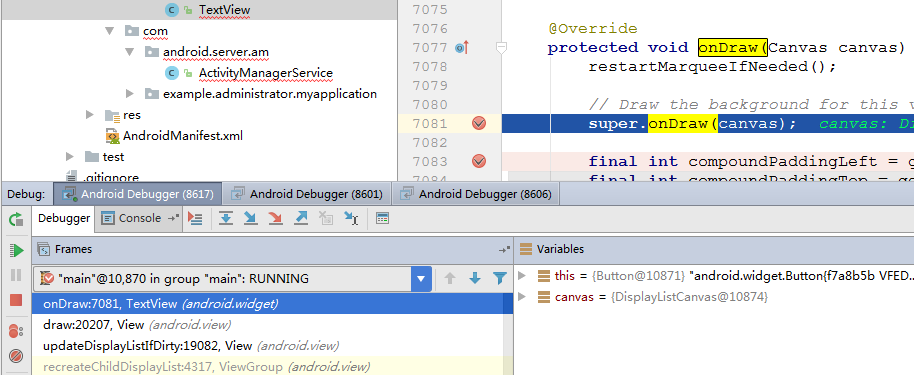 TextView
com
android.server.am
ActivityManagerService
example.administrator.myapplication
res
AndroidManifest.xml
test
.gitignore
7075
7076
@Override
7077 protected void onDraw(Canvas canvas)
7078 restartMarqueeIfNeeded();
7079
7080 // Draw the background for this v
7081 super.onDraw(canvas); canvas: Di
7082
7083 final int compoundPaddingLeft = g
7084 final int compoundPaddingTop = ge
Debug: Android Debugger (8617) Android Debugger (8601) Android Debugger (8606)
Debugger Console
Frames
"main"@10,870 in group "main": RUNNING
onDraw:7081, TextView (android.widget)
draw:20207, View (android.view)
updateDisplayListIfDirty:19082, View (android.view)
recreateChildDisplayList:4317, ViewGroup (android.view)
Variables
this = {Button@10871} "android.widget.Button{f7a8b5b VFED...
canvas = {DisplayListCanvas@10874}